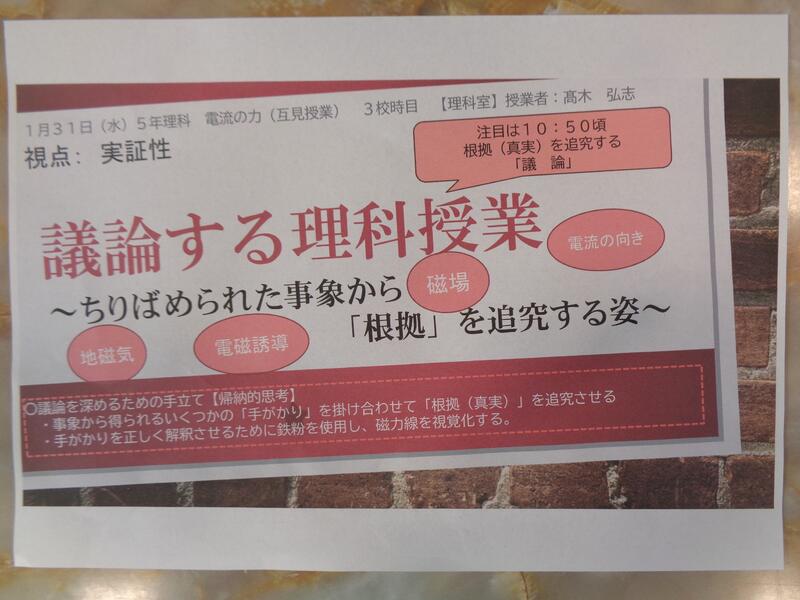 1月31日（水）5年理科　電流の力（互見授業）　3校時目　【理科室】授業者：髙木　弘志
視点：　実証性
注目は10：50頃
根拠（真実）を追究する
「議　論」
議論する理科授業
電流の向き
～ちりばめられた事象から
磁場
「根拠」を追究する姿～
地磁気
電磁誘導
○議論を深めるための手立て【帰納的思考】
・事象から得られるいくつかの「手がかり」を掛け合わせて「根拠（真実）」を追究させる
・手がかりを正しく解釈させるために鉄粉を使用し、磁力線を視覚化する。